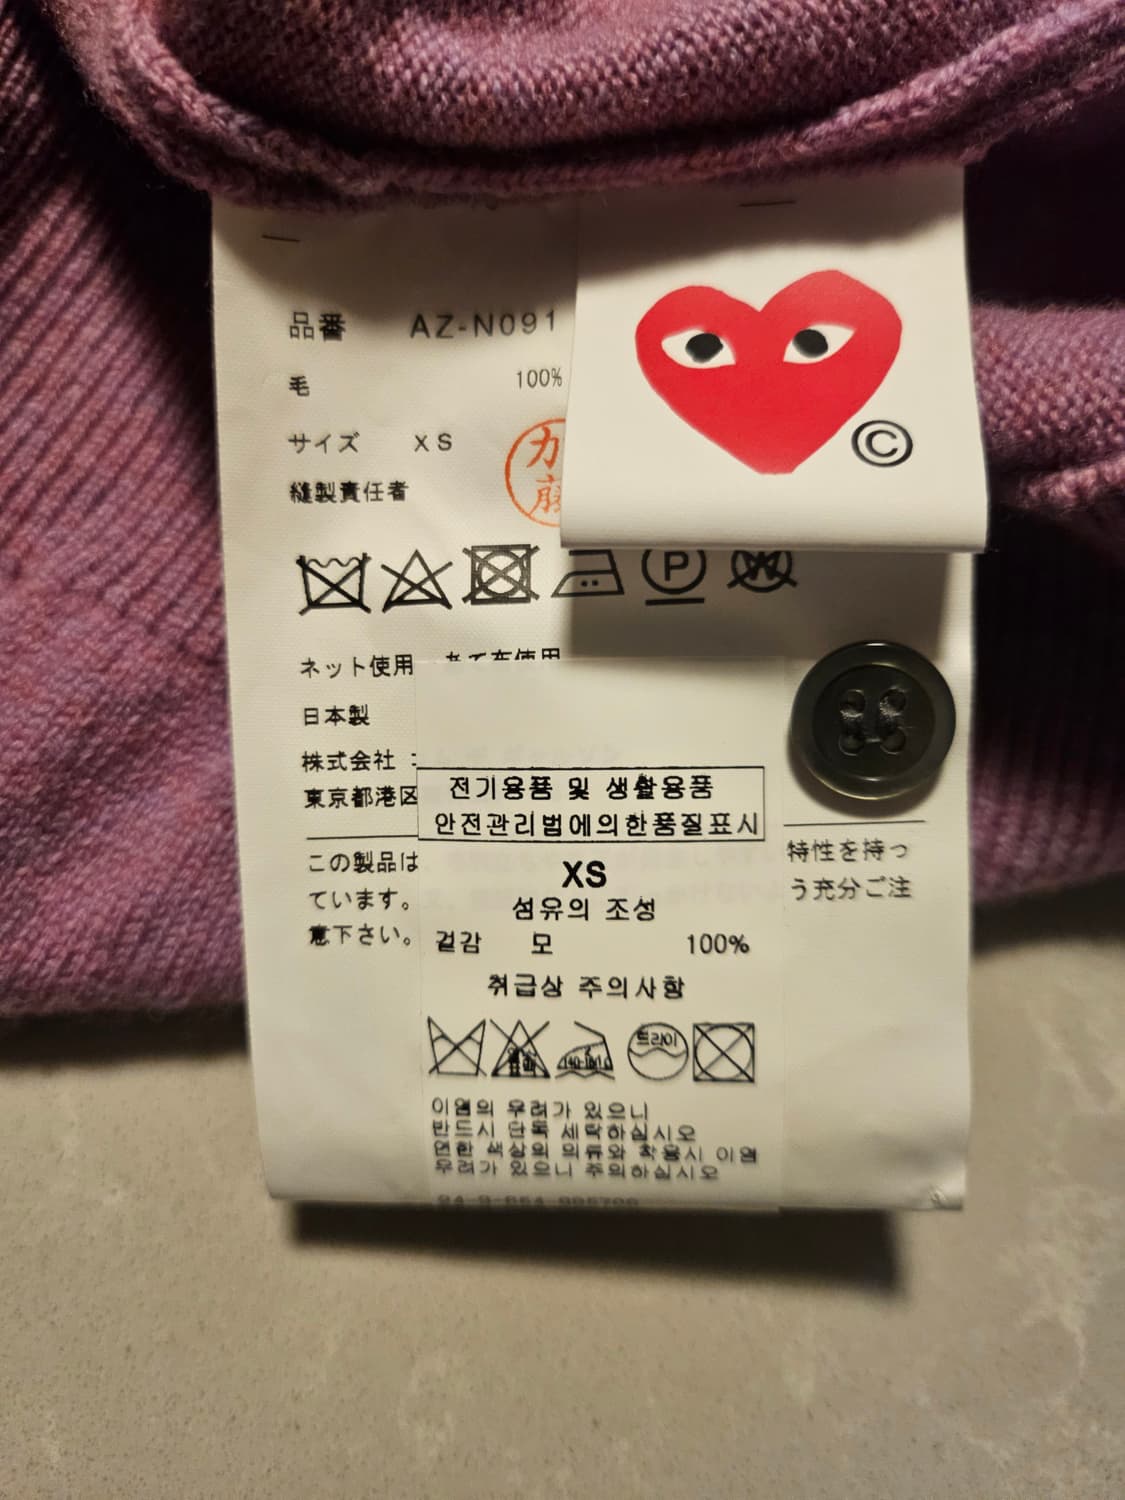 品番 AZ-N091
毛 100%
サイズ XS
縫製責任者
カ
©
P
W
ネット使用 あて布使用
日本製
株式会社
東京都港区
전기용품 및 생활용품
안전관리법에의한품질표시
この製品は
特性を持っ
XS
ています。
う充分ご注
섬유의 조성
意下さい。
겉감 모 100%
취급상 주의사항
드라이
이염의 우려가 있으니
반드시 단독 세탁하십시오
연한 색상의 의류와 착용시 이염
우려가 있으니 주의하십시오